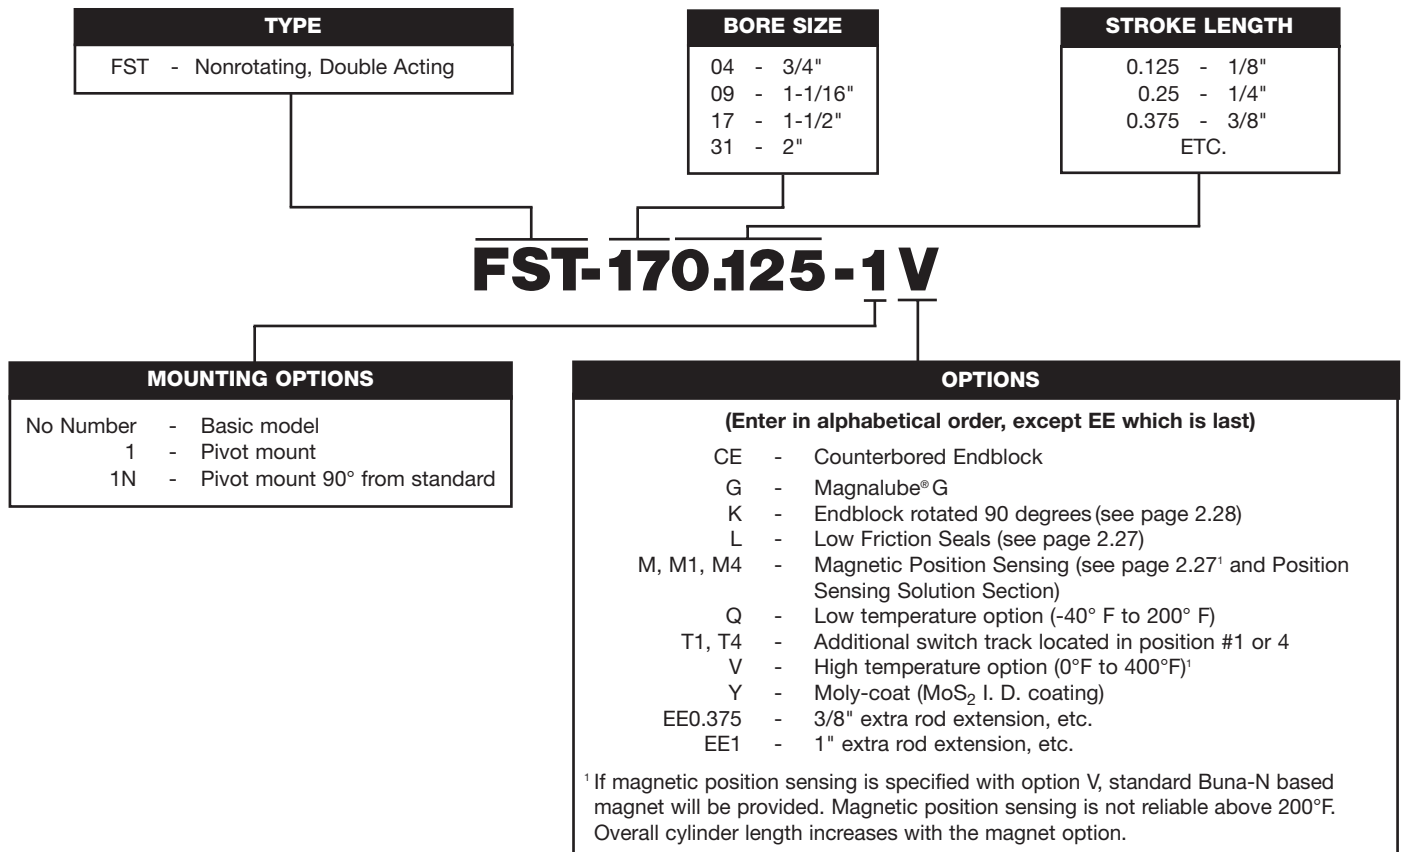 TYPE
FST - Nonrotating, Double Acting
BORE SIZE
04 - 3/4"
09 - 1-1/16"
17 - 1-1/2"
31 - 2"
STROKE LENGTH
0.125 - 1/8"
0.25 - 1/4"
0.375 - 3/8"
ETC.
FST-170.125-1V
MOUNTING OPTIONS
No Number - Basic model
1 - Pivot mount
1N - Pivot mount 90° from standard
OPTIONS
(Enter in alphabetical order, except EE which is last)
CE - Counterbored Endblock
G - Magnalube® G
K - Endblock rotated 90 degrees (see page 2.28)
L - Low Friction Seals (see page 2.27)
M, M1, M4 - Magnetic Position Sensing (see page 2.27¹ and Position
Sensing Solution Section)
Q - Low temperature option (-40° F to 200° F)
T1, T4 - Additional switch track located in position #1 or 4
V - High temperature option (0°F to 400°F)¹
Y - Moly-coat (MoS₂ I. D. coating)
EE0.375 - 3/8" extra rod extension, etc.
EE1 - 1" extra rod extension, etc.
¹ If magnetic position sensing is specified with option V, standard Buna-N based
magnet will be provided. Magnetic position sensing is not reliable above 200°F.
Overall cylinder length increases with the magnet option.